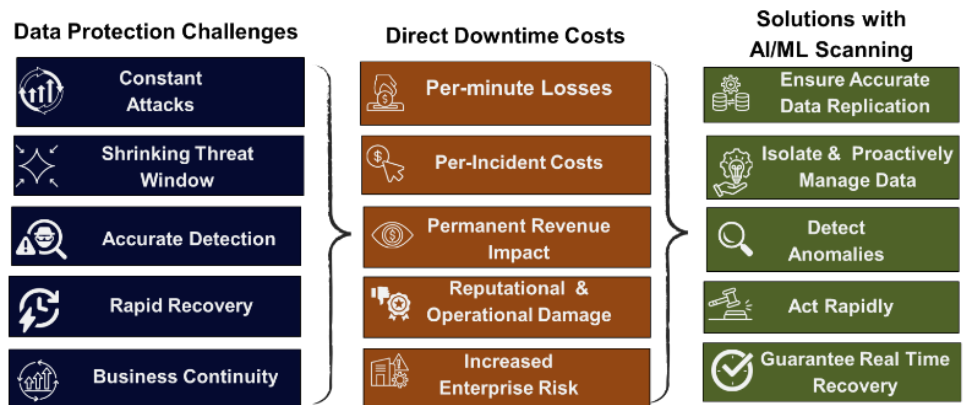 Data Protection Challenges
Constant
Attacks
Shrinking Threat
Window
Accurate Detection
Rapid Recovery
Business Continuity
Direct Downtime Costs
Per-minute Losses
Per-Incident Costs
Permanent Revenue
Impact
Reputational &
Operational Damage
Increased
Enterprise Risk
Solutions with
AI/ML Scanning
Ensure Accurate
Data Replication
Isolate & Proactively
Manage Data
Detect
Anomalies
Act Rapidly
Guarantee Real Time
Recovery